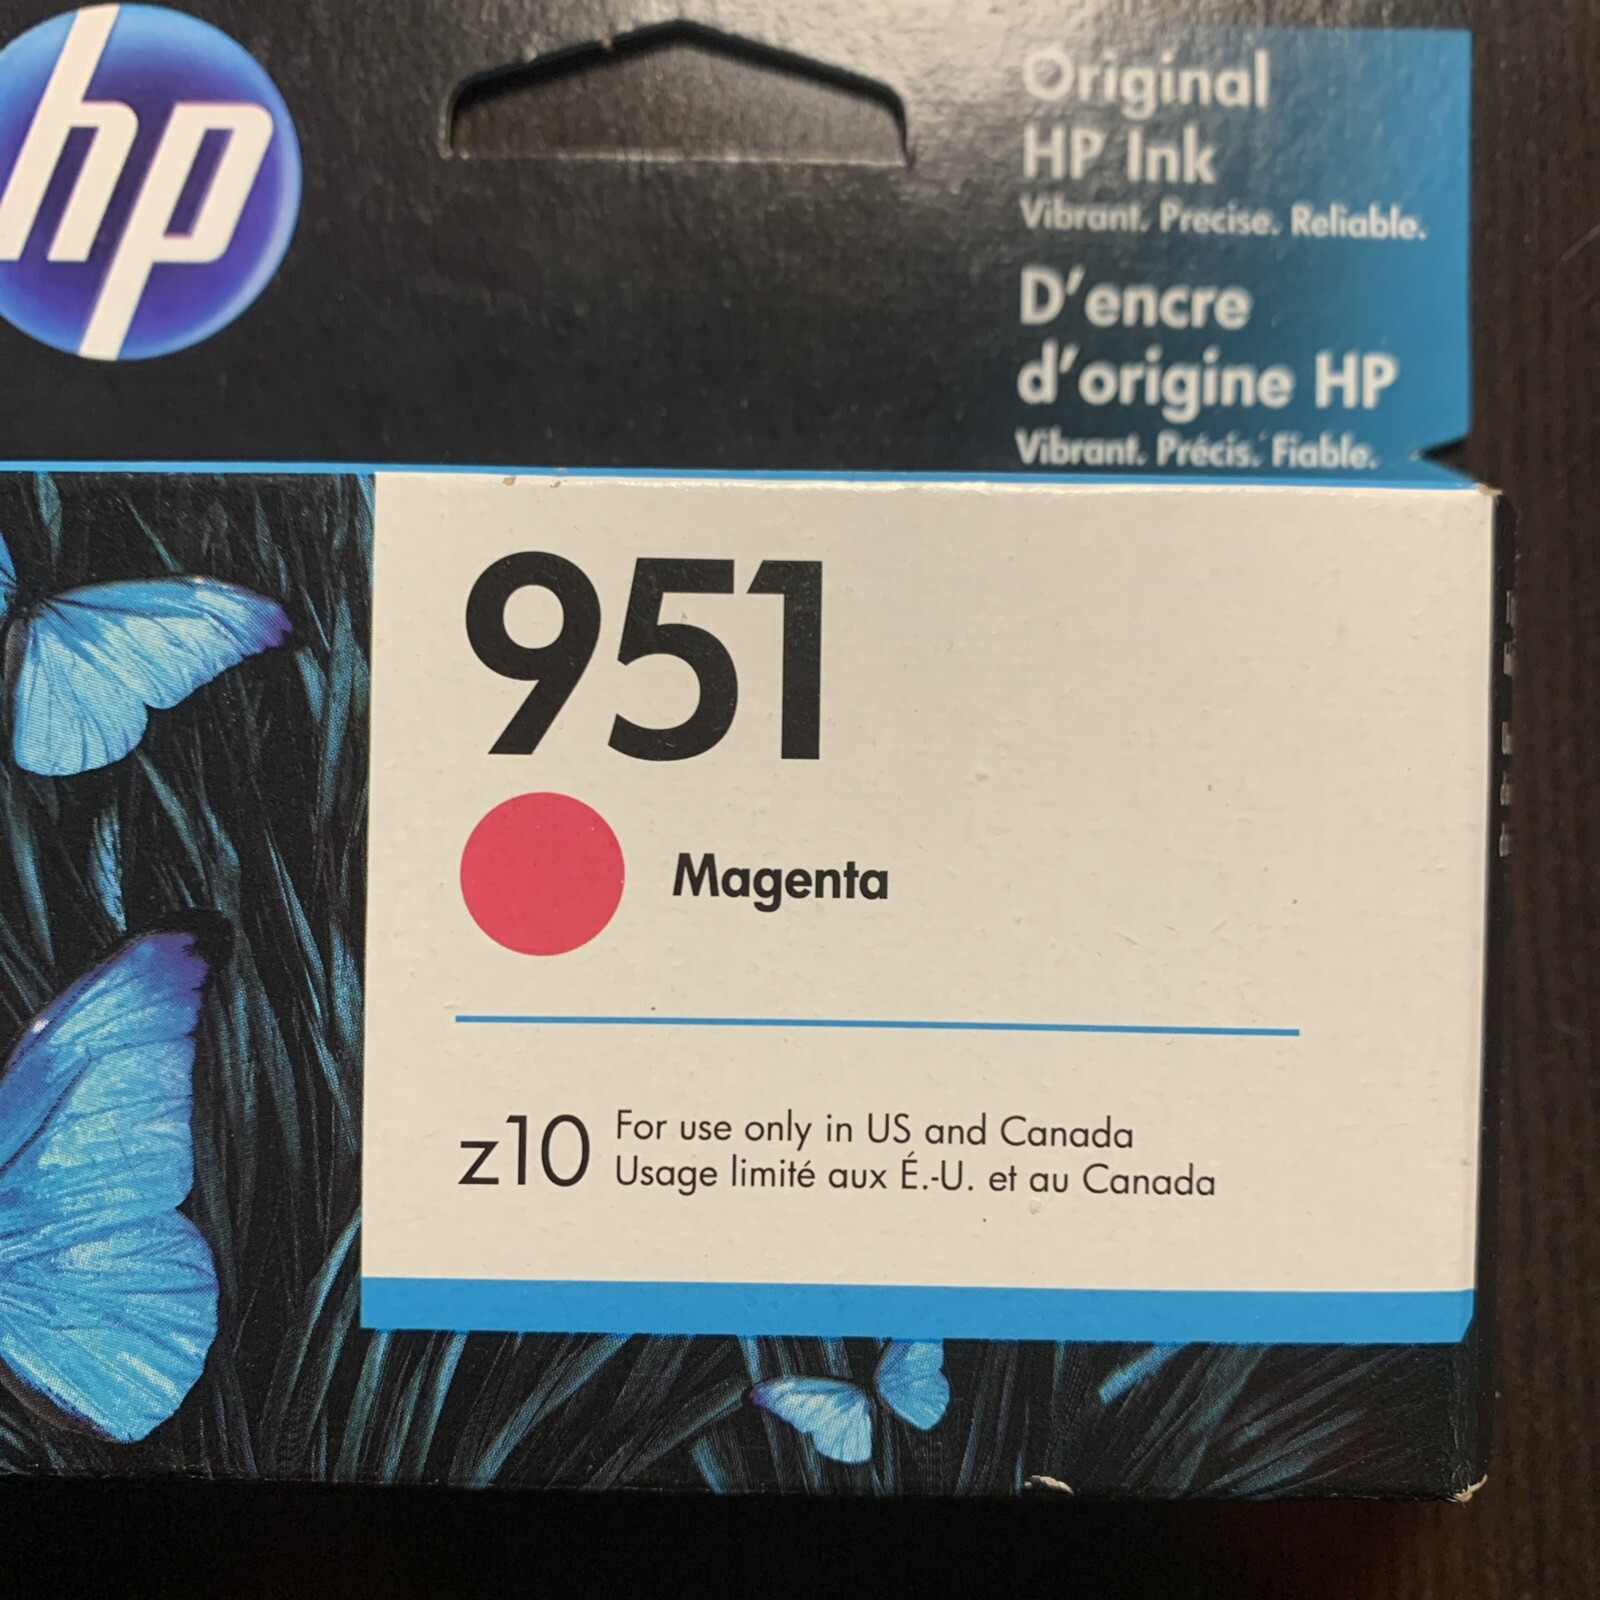 hp
Original
HP Ink
Vibrant. Precise. Reliable.
D'encre
d'origine HP
Vibrant. Précis. Fiable.
951
Magenta
z10
For use only in US and Canada
Usage limité aux É.-U. et au Canada